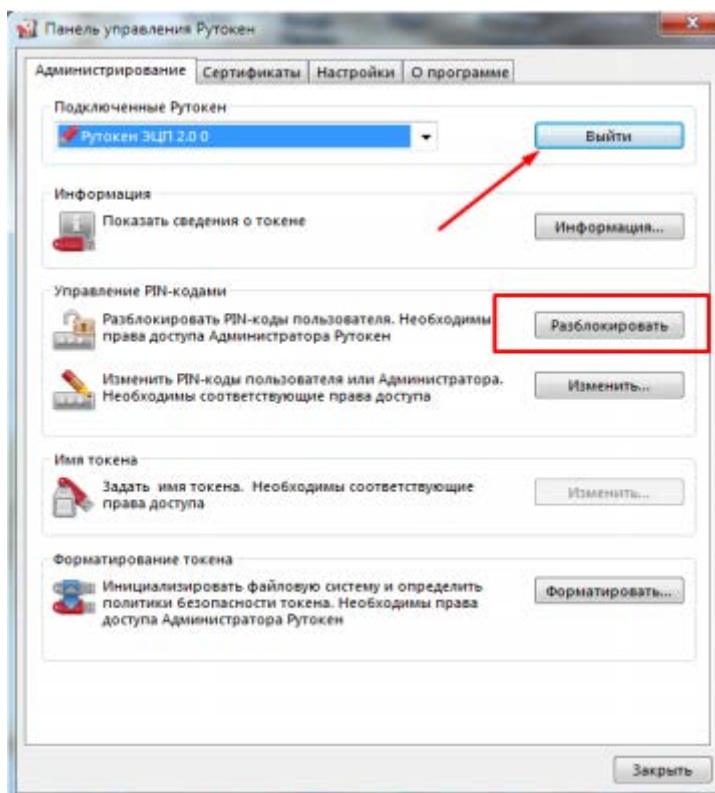 Панель управления Рутокен
Администрирование Сертификаты Настройки О программе
Подключенные Рутокен
Рутокен ЭЦП 2.0 0
Выйти
Информация
Показать сведения о токене
Информация...
Управление PIN-кодами
Разблокировать PIN-коды пользователя. Необходимы
права доступа Администратора Рутокен
Разблокировать
Изменить PIN-коды пользователя или Администратора.
Необходимы соответствующие права доступа
Изменить...
Имя токена
Задать имя токена. Необходимы соответствующие
права доступа
Изменить...
Форматирование токена
Инициализировать файловую систему и определить
политики безопасности токена. Необходимы права
доступа Администратора Рутокен
Форматировать...
Закрыть